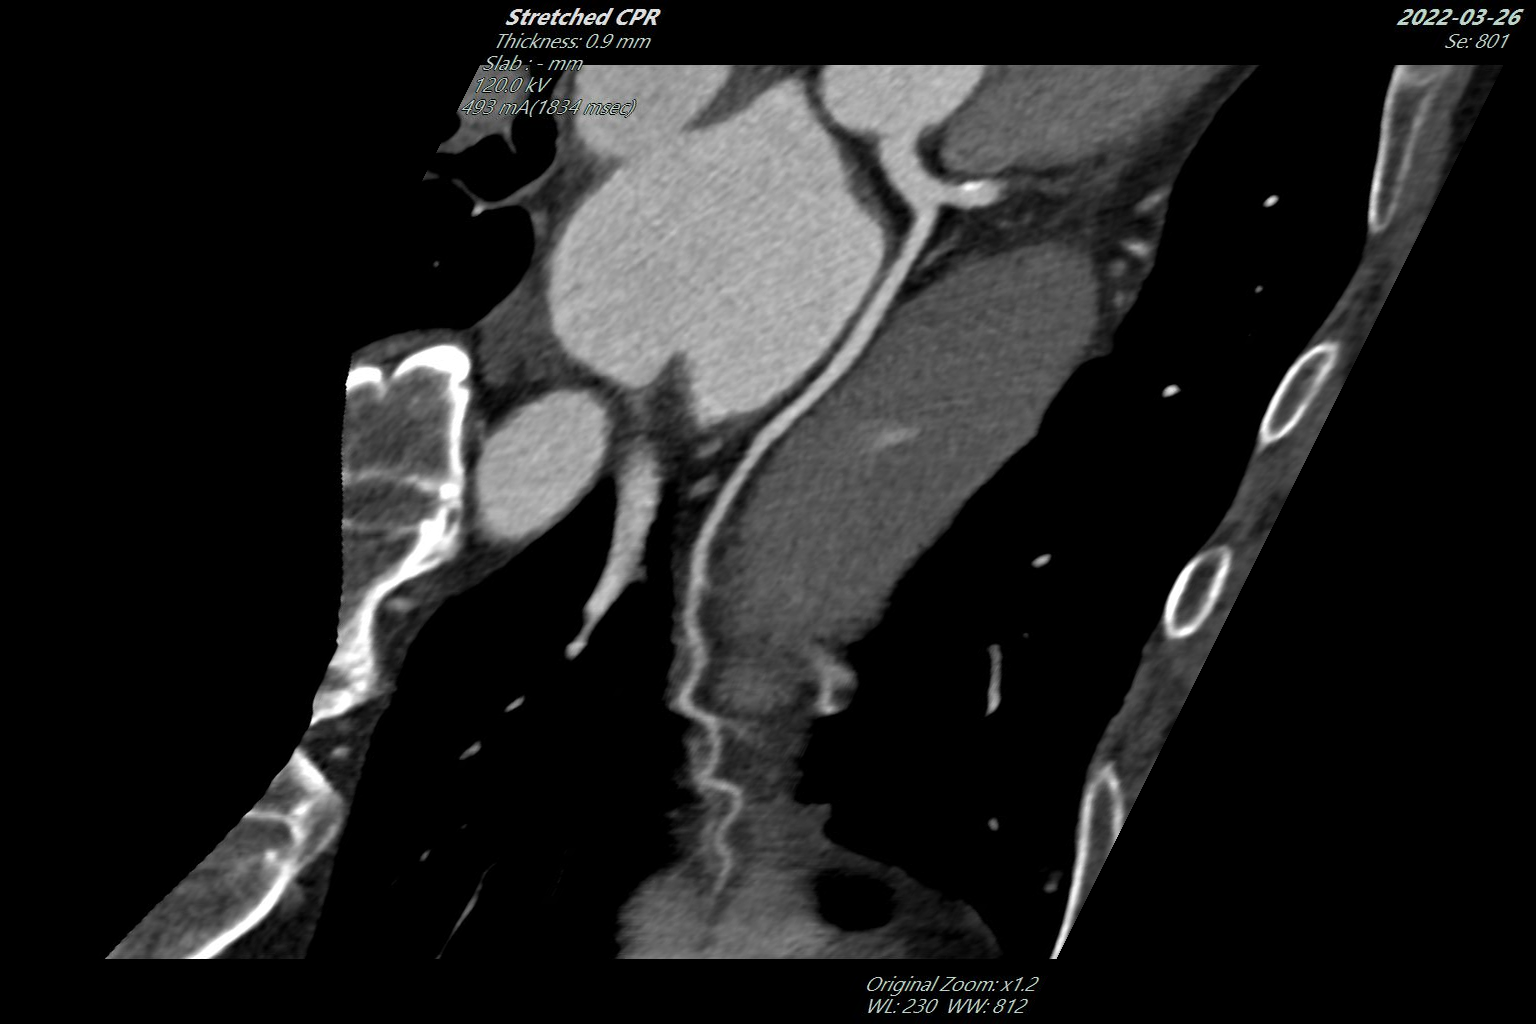 Stretched CPR
Thickness: 0.9 mm
Slab : - mm
120.0 kV
493 mA(1834 msec)
2022-03-26
Se: 801
Original Zoom: x1.2
WL: 230 WW: 812